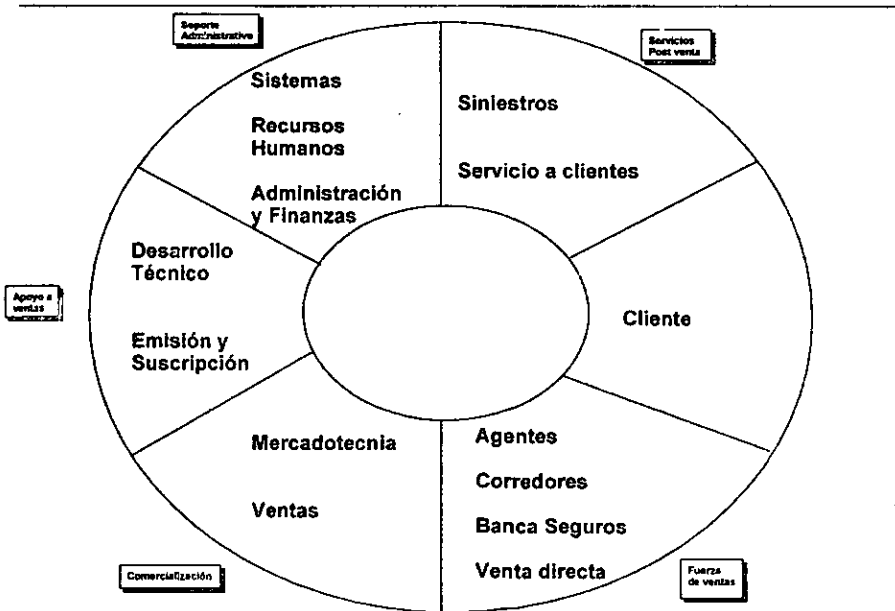 Soporte
Administrativo
Servicios
Post venta
Sistemas
Recursos
Humanos
Administración
y Finanzas
Siniestros
Servicio a clientes
Desarrollo
Técnico
Emisión y
Suscripción
Apoyo a
ventas
Cliente
Mercadotecnia
Ventas
Agentes
Corredores
Banca Seguros
Venta directa
Comercialización
Fuerza
de ventas